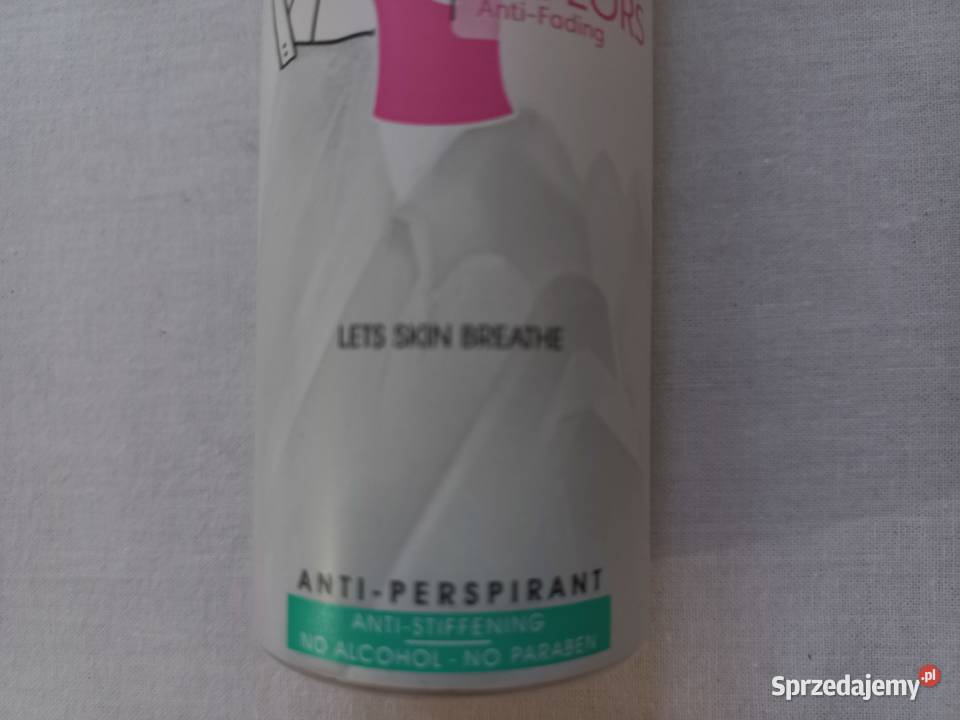 Anti-Fading
LETS SKIN BREATHE
ANTI-PERSPIRANT
ANTI-STIFFENING
NO ALCOHOL - NO PARABEN
Sprzedajemy.pl